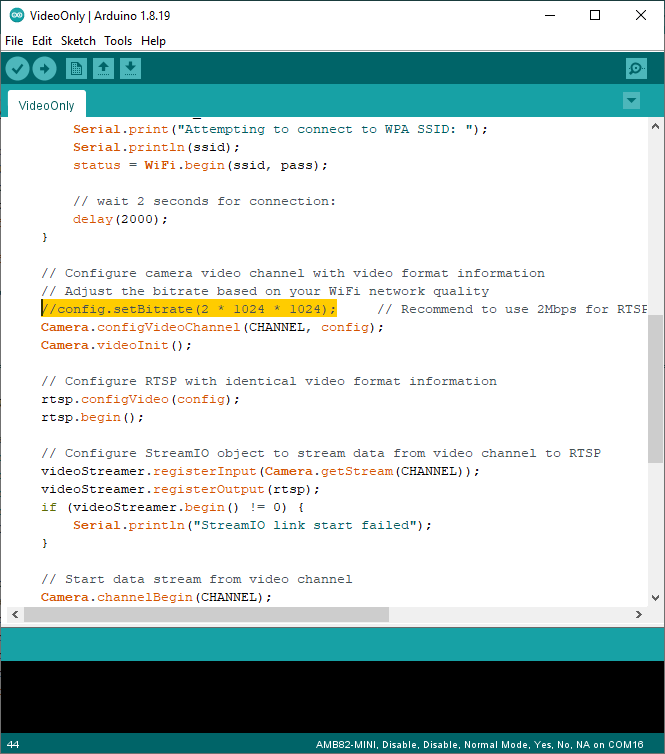 VideoOnly | Arduino 1.8.19
File Edit Sketch Tools Help
VideoOnly
Serial.print("Attempting to connect to WPA SSID: ");
Serial.println(ssid);
status = WiFi.begin(ssid, pass);
// wait 2 seconds for connection:
delay(2000);
}
// Configure camera video channel with video format information
// Adjust the bitrate based on your WiFi network quality
//config.setBitrate(2 * 1024 * 1024); // Recommend to use 2Mbps for RTSP
Camera.configVideoChannel(CHANNEL, config);
Camera.videoInit();
// Configure RTSP with identical video format information
rtsp.configVideo(config);
rtsp.begin();
// Configure StreamIO object to stream data from video channel to RTSP
videoStreamer.registerInput(Camera.getStream(CHANNEL));
videoStreamer.registerOutput(rtsp);
if (videoStreamer.begin() != 0) {
Serial.println("StreamIO link start failed");
}
// Start data stream from video channel
Camera.channelBegin(CHANNEL);
44
AMB82-MINI, Disable, Disable, Normal Mode, Yes, No, NA on COM16